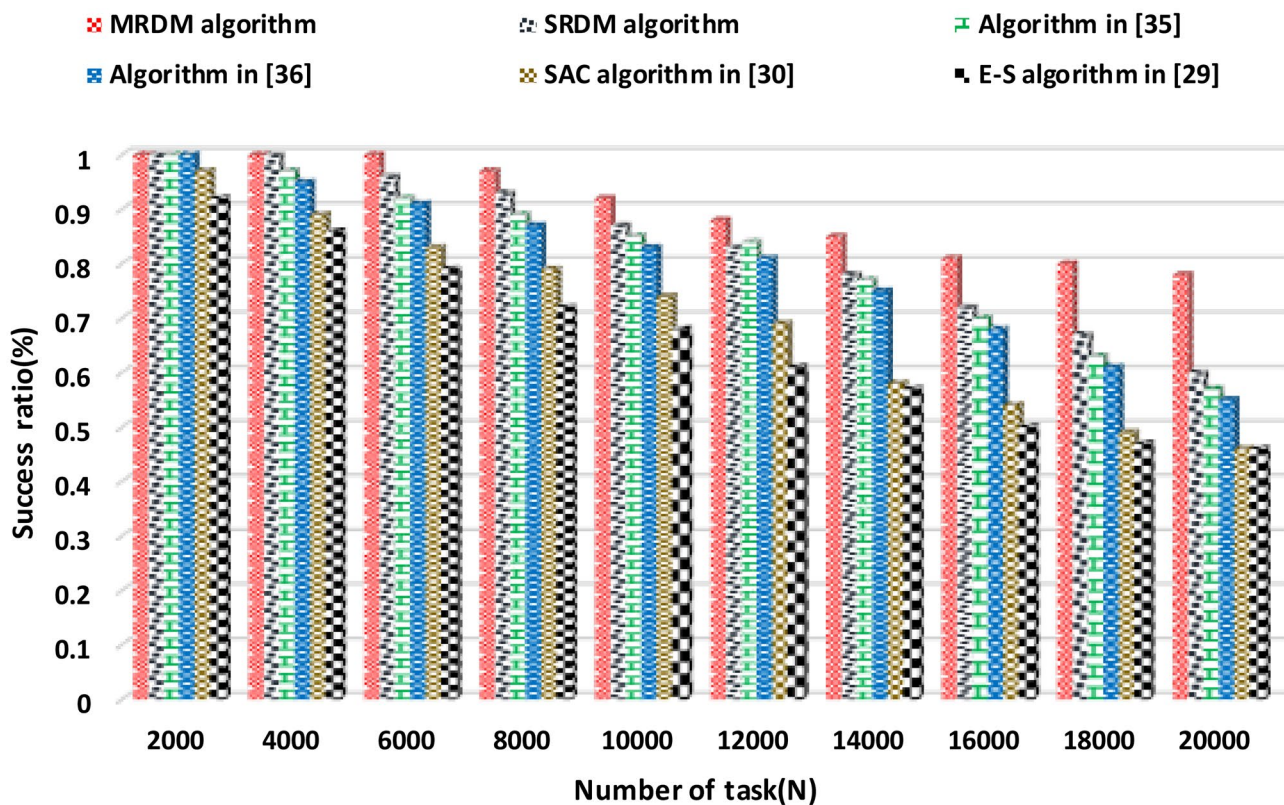 MRDM algorithm SRDM algorithm Algorithm in [35]
Algorithm in [36] SAC algorithm in [30] E-S algorithm in [29]
1
0.9
0.8
0.7
0.6
0.5
0.4
0.3
0.2
0.1
0
Success ratio(%)
2000 4000 6000 8000 10000 12000 14000 16000 18000 20000
Number of task(N)